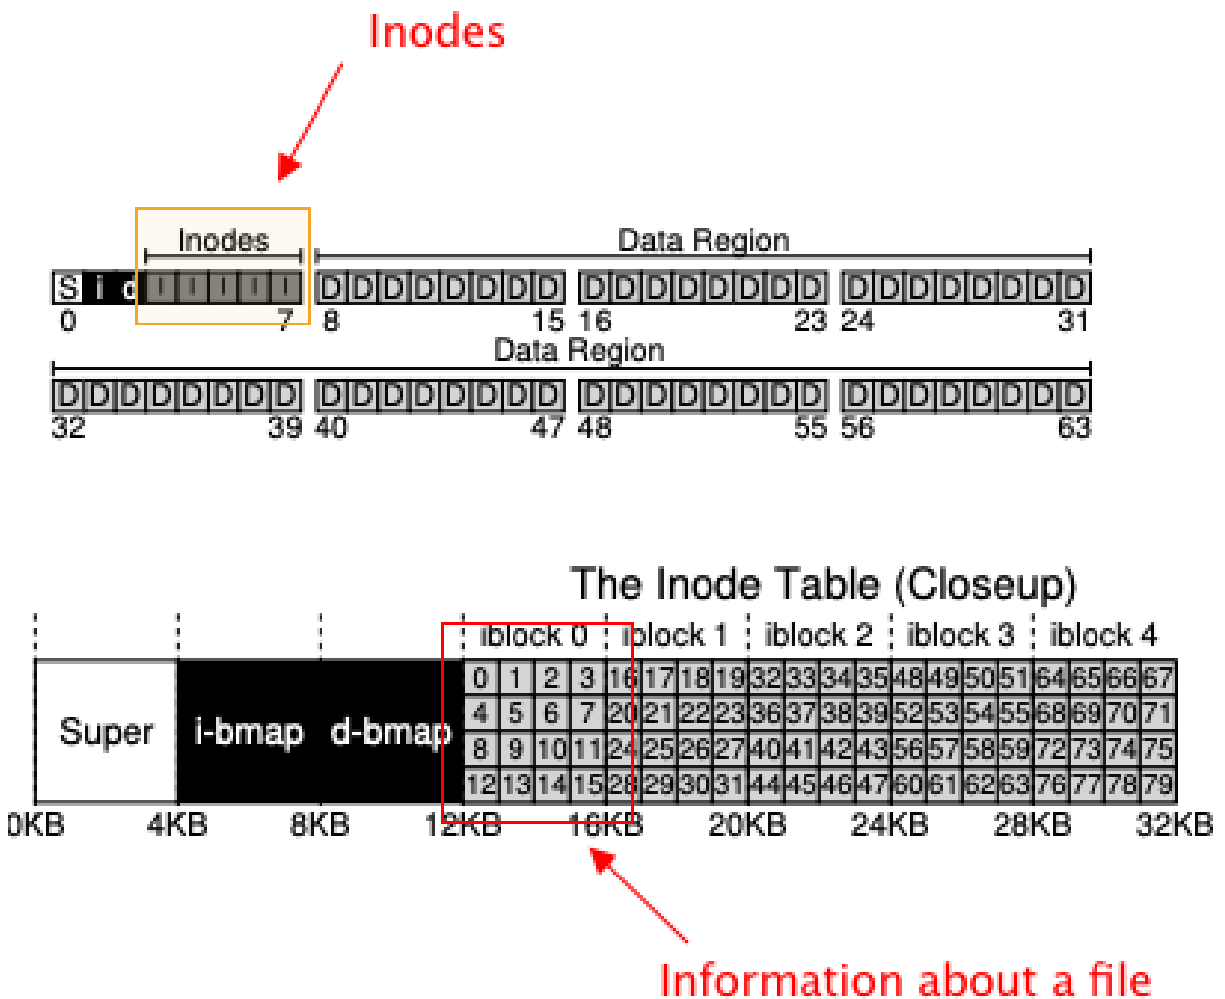 Inodes
Inodes Data Region
S i d I I I I I D D D D D D D D D D D D D D D D D D D D D D D D
0 7 8 15 16 23 24 31
Data Region
D D D D D D D D D D D D D D D D D D D D D D D D D D D D D D D D
32 39 40 47 48 55 56 63
The Inode Table (Closeup)
iblock 0 iblock 1 iblock 2 iblock 3 iblock 4
0 1 2 3 16 17 18 19 32 33 34 35 48 49 50 51 64 65 66 67
Super i-bmap d-bmap 4 5 6 7 20 21 22 23 36 37 38 39 52 53 54 55 68 69 70 71
8 9 10 11 24 25 26 27 40 41 42 43 56 57 58 59 72 73 74 75
12 13 14 15 28 29 30 31 44 45 46 47 60 61 62 63 76 77 78 79
0KB 4KB 8KB 12KB 16KB 20KB 24KB 28KB 32KB
Information about a file